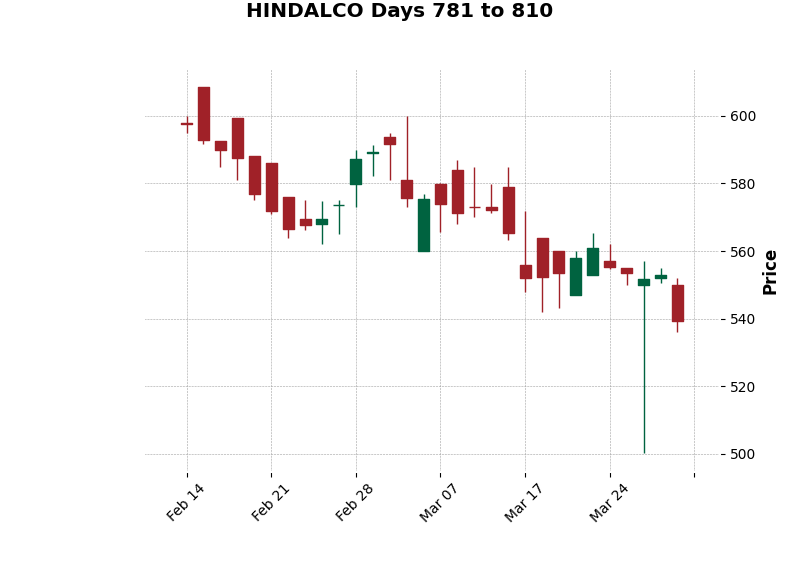 HINDALCO Days 781 to 810
600
580
560
540
520
500
Price
Feb 14
Feb 21
Feb 28
Mar 07
Mar 17
Mar 24